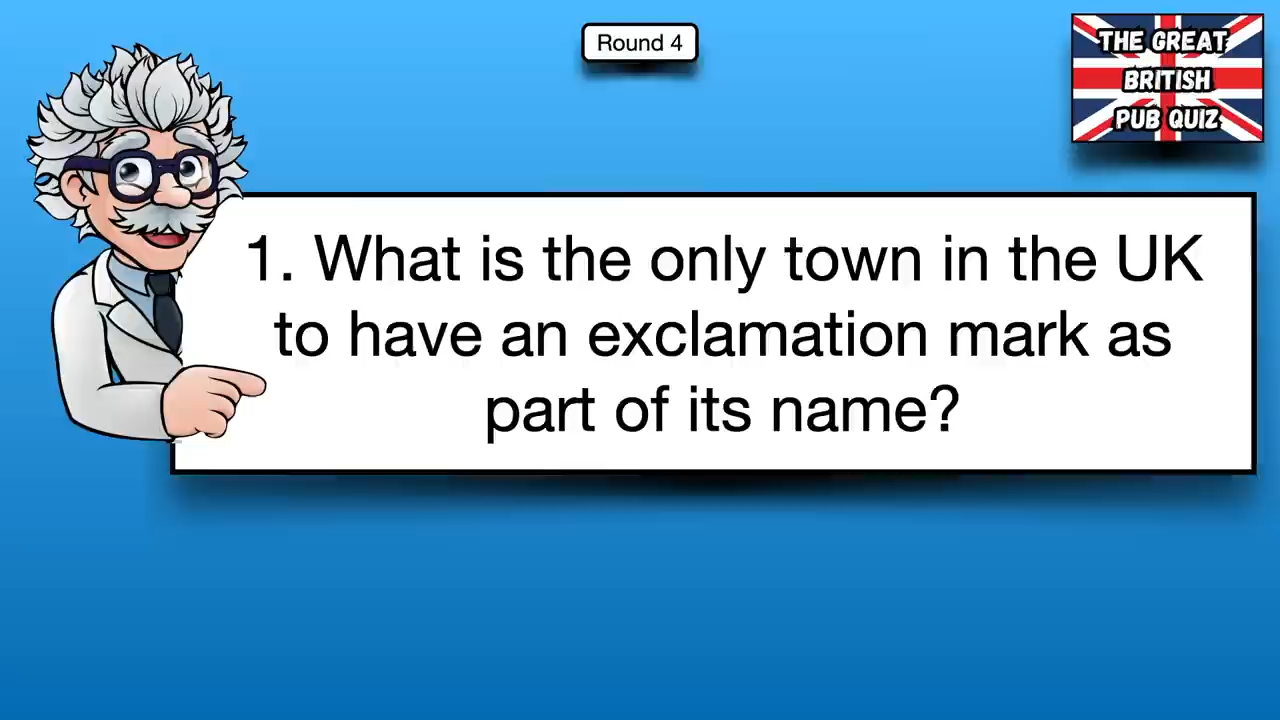 Round 4
THE GREAT
BRITISH
PUB QUIZ
1. What is the only town in the UK
to have an exclamation mark as
part of its name?